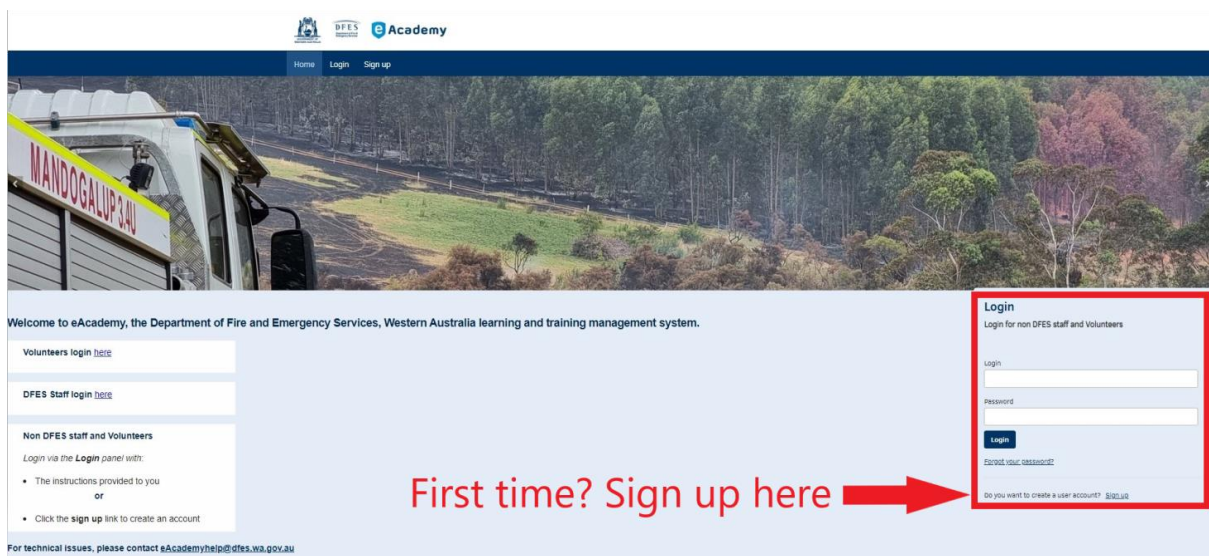 DFES
e Academy
Home Login Sign up
MANDOGALUP 3.4U
Welcome to eAcademy, the Department of Fire and Emergency Services, Western Australia learning and training management system.
Volunteers login here
DFES Staff login here
Non DFES staff and Volunteers
Login via the Login panel with:
• The instructions provided to you
or
• Click the sign up link to create an account
For technical issues, please contact eAcademyhelp@dfes.wa.gov.au
Login
Login for non DFES staff and Volunteers
Login
Password
Login
Forgot your password?
First time? Sign up here
Do you want to create a user account? Sign up